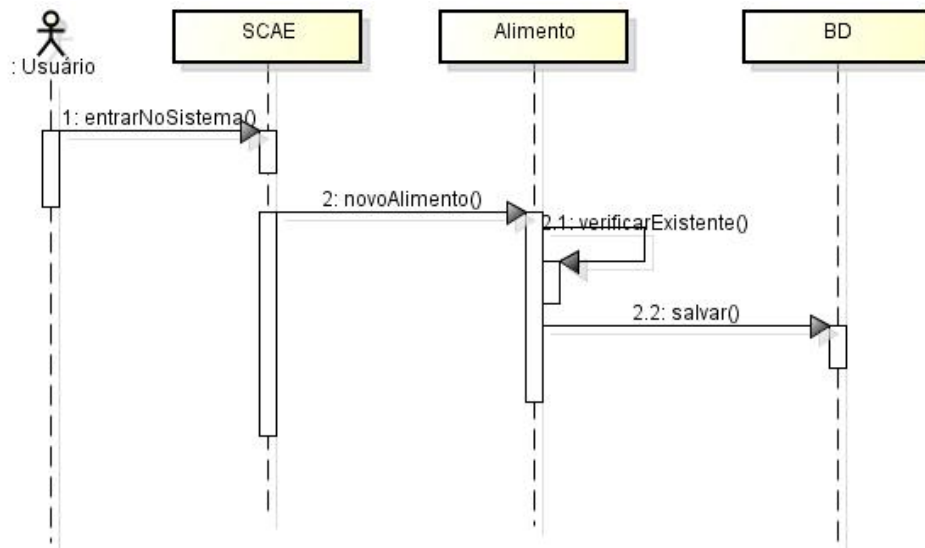 SCAE
Alimento
BD
: Usuário
1: entrarNoSistema()
2: novoAlimento()
2.1: verificarExistente()
2.2: salvar()